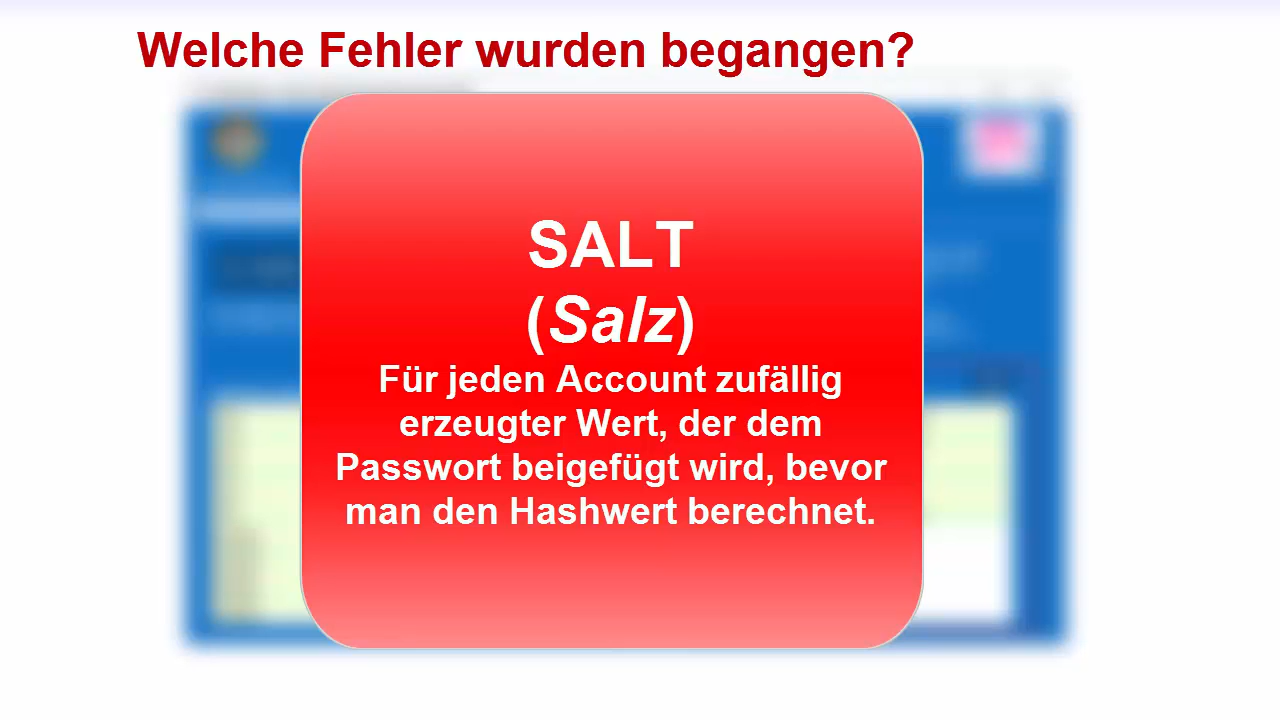 Welche Fehler wurden begangen?
SALT
(Salz)
Für jeden Account zufällig
erzeugter Wert, der dem
Passwort beigefügt wird, bevor
man den Hashwert berechnet.